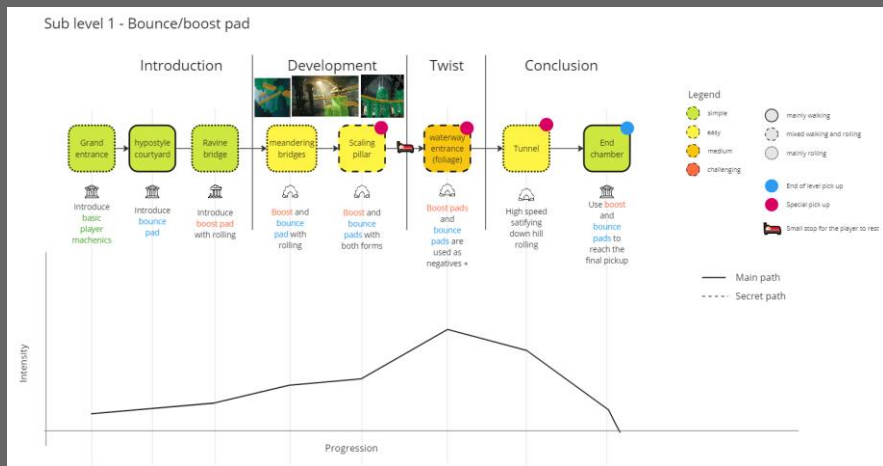 Sub level 1 - Bounce/boost pad
Introduction
Development
Twist
Conclusion
Grand
entrance
hypostyle
courtyard
Ravine
bridge
meandering
bridges
Scaling
pillar
waterway
entrance
(foliage)
Tunnel
End
chamber
Introduce
basic
player
machenics
Introduce
bounce
pad
Introduce
boost pad
with rolling
Boost and
bounce
pad with
rolling
Boost and
bounce
pads with
both forms
Boost pads
and
bounce
pads are
used as
negatives +
High speed
satifying
down hill
rolling
Use boost
and
bounce
pads to
reach the
final pickup
Legend
simple
easy
medium
challenging
mainly walking
mixed walking and rolling
mainly rolling
End of level pick up
Special pick up
Small stop for the player to rest
Main path
Secret path
Intensity
Progression